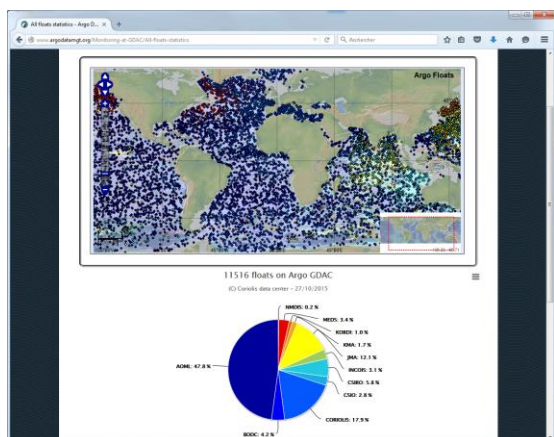 All floats statistics - Argo D...
www.argodatamgt.org/Monitoring-at-GDAC/All-floats-statistics
Rechercher
Argo Floats
11516 floats on Argo GDAC
(C) Coriolis data center - 27/10/2015
NMDIS: 0.2 %
MEDS: 3.4 %
KORDI: 1.0 %
KMA: 1.7 %
JMA: 12.1 %
INCOIS: 3.1 %
CSIRO: 5.8 %
CSIO: 2.8 %
AOML: 47.8 %
CORIOLIS: 17.9 %
BODC: 4.2 %